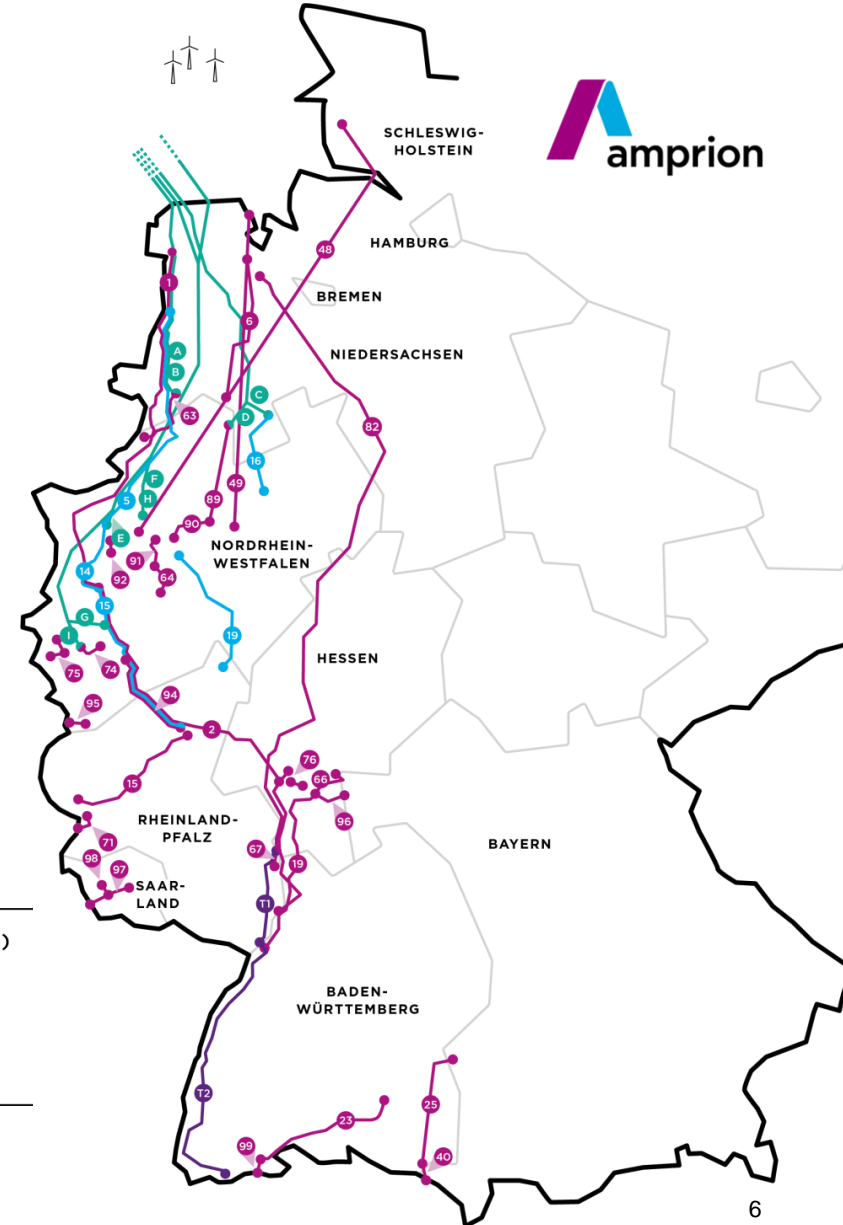 SCHLESWIG-
HOLSTEIN
amprion
HAMBURG
48
1
BREMEN
6
NIEDERSACHSEN
A
B
C
63
D
82
16
F
5
H
49
89
90
E
NORDRHEIN-
WESTFALEN
91
14
92
64
15
G
19
I
HESSEN
75
74
94
95
2
76
66
15
RHEINLAND-
PFALZ
96
71
67
BAYERN
98
97
19
SAAR-
LAND
T1
)
BADEN-
WÜRTTEMBERG
T2
25
23
99
40
6